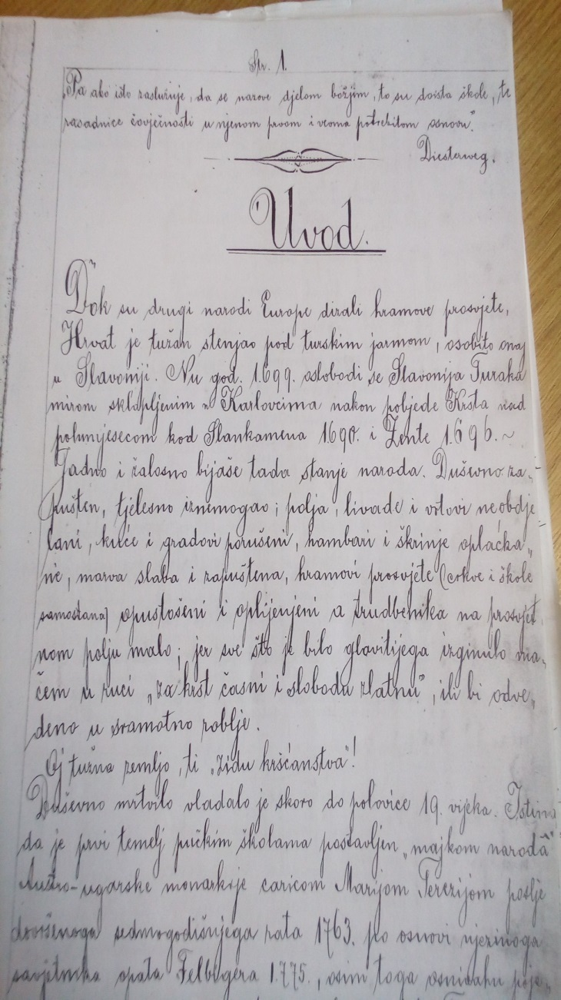 Str. 1.
„Pa ako išto zaslužuje, da se nazove djelom božjim, to su doista škole, te
rasadnice čovječnosti u njenom prvom i veoma potrebitom osnovu."
Diesterweg.
Uvod.
Dok su drugi narodi Europe dizali hramove prosvjete,
Hrvat je tužan stenjao pod turskim jarmom, osobito onaj
u Slavoniji. Nu god. 1699. oslobodi se Slavonija Turaka
mirom sklopljenim u Karlovcima nakon pobjede Krsta nad
polumjesecom kod Slankamena 1690. i Zente 1696. ~
Jadno i žalosno bijaše tada stanje naroda. Duševno za„
pušten, tjelesno iznemogao; polja, livade i vrtovi neobdje„
lani, kuće i gradovi porušeni, hambari i škrinje opljačka„
ne, marva slaba i zapuštena, hramovi prosvjete (crkve i škole
samostana) opustošeni i oplijenjeni a trudbenika na prosvjet„
nom polju malo; jer sve što je bilo glavitijega izginulo ma„
čem u ruci „za krst časni i slobodu zlatnu", ili bi odve„
deno u sramotno roblje.
Oj tužna zemljo, ti „zidu kršćanstva"!
Duševno mrtvilo vladalo je skoro do polovice 19. vijeka. Istina
da je prvi temelj pučkim školama postavljen „majkom narodâ"
Austro-ugarske monarkije caricom Marijom Terezijom poslje
dovršenoga sedmogodišnjega rata 1763. po osnovi njezinoga
savjetnika opata Felbigera 1775., osim toga osnivahu poje„